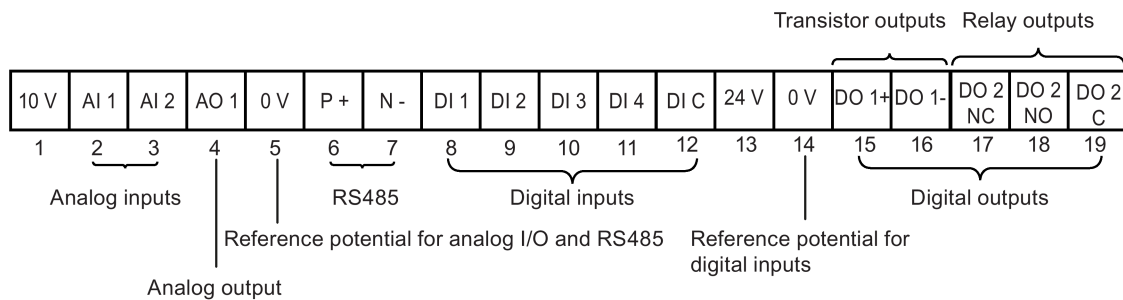 Transistor outputs Relay outputs
10 V AI 1 AI 2 AO 1 0 V P + N - DI 1 DI 2 DI 3 DI 4 DI C 24 V 0 V DO 1+ DO 1- DO 2 NC DO 2 NO DO 2 C
1 2 3 4 5 6 7 8 9 10 11 12 13 14 15 16 17 18 19
Analog inputs RS485 Digital inputs Digital outputs
Reference potential for analog I/O and RS485 Reference potential for
digital inputs
Analog output